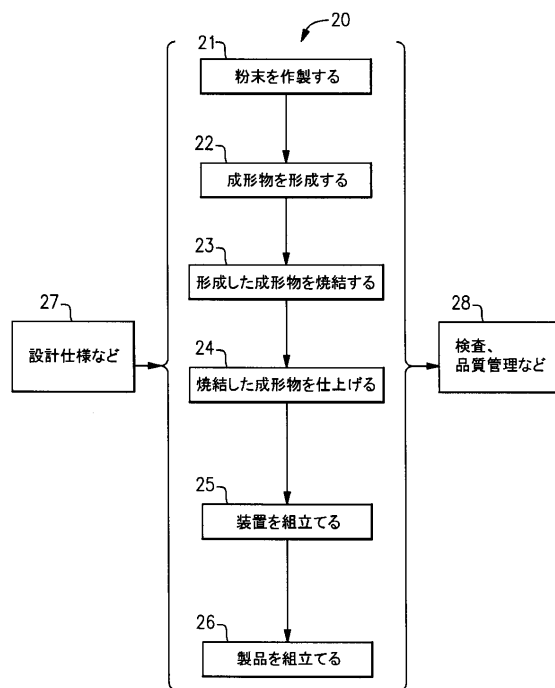 20
21
粉末を作製する
22
成形物を形成する
23
形成した成形物を焼結する
27
設計仕様など
24
焼結した成形物を仕上げる
28
検査、
品質管理など
25
装置を組立てる
26
製品を組立てる